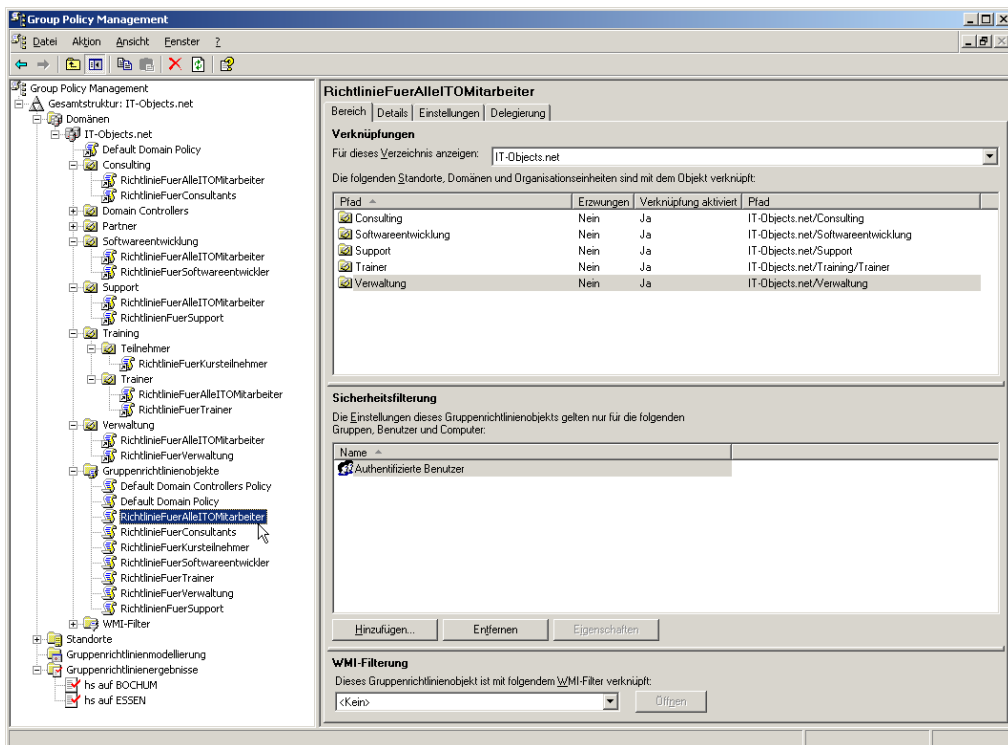 Group Policy Management
Datei Aktion Ansicht Fenster ?
Group Policy Management
Gesamtstruktur: IT-Objects.net
Domänen
IT-Objects.net
Default Domain Policy
Consulting
RichtlinieFuerAlleITOMitarbeiter
RichtlinieFuerConsultants
Domain Controllers
Partner
Softwareentwicklung
RichtlinieFuerAlleITOMitarbeiter
RichtlinieFuerSoftwareentwickler
Support
RichtlinieFuerAlleITOMitarbeiter
RichtlinienFuerSupport
Training
Teilnehmer
RichtlinieFuerKursteilnehmer
Trainer
RichtlinieFuerAlleITOMitarbeiter
RichtlinieFuerTrainer
Verwaltung
RichtlinieFuerAlleITOMitarbeiter
RichtlinieFuerVerwaltung
Gruppenrichtlinienobjekte
Default Domain Controllers Policy
Default Domain Policy
RichtlinieFuerAlleITOMitarbeiter
RichtlinieFuerConsultants
RichtlinieFuerKursteilnehmer
RichtlinieFuerSoftwareentwickler
RichtlinieFuerTrainer
RichtlinieFuerVerwaltung
RichtlinienFuerSupport
WMI-Filter
Standorte
Gruppenrichtlinienmodellierung
Gruppenrichtlinienergebnisse
hs auf BOCHUM
hs auf ESSEN
RichtlinieFuerAlleITOMitarbeiter
Bereich Details Einstellungen Delegierung
Verknüpfungen
Für dieses Verzeichnis anzeigen: IT-Objects.net
Die folgenden Standorte, Domänen und Organisationseinheiten sind mit dem Objekt verknüpft:
Pfad Erzwungen Verknüpfung aktiviert Pfad
Consulting Nein Ja IT-Objects.net/Consulting
Softwareentwicklung Nein Ja IT-Objects.net/Softwareentwicklung
Support Nein Ja IT-Objects.net/Support
Trainer Nein Ja IT-Objects.net/Training/Trainer
Verwaltung Nein Ja IT-Objects.net/Verwaltung
Sicherheitsfilterung
Die Einstellungen dieses Gruppenrichtlinienobjekts gelten nur für die folgenden
Gruppen, Benutzer und Computer:
Name
Authentifizierte Benutzer
Hinzufügen... Entfernen Eigenschaften
WMI-Filterung
Dieses Gruppenrichtlinienobjekt ist mit folgendem WMI-Filter verknüpft:
<Kein> Öffnen